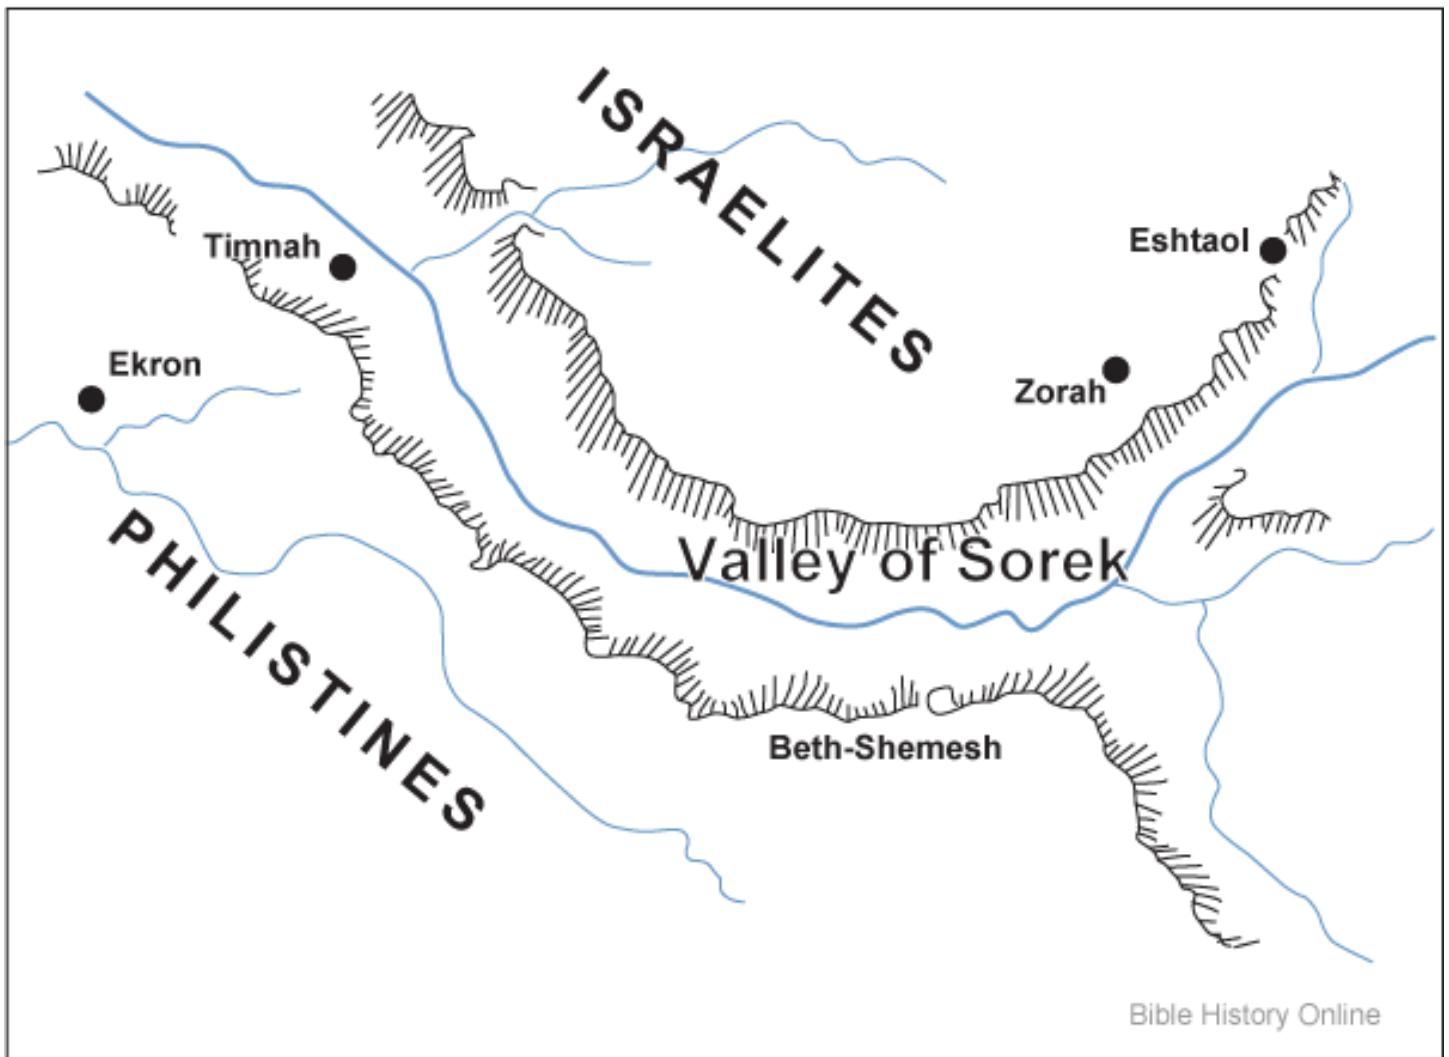 ISRAELITES
Timnah
Eshtaol
Ekron
Zorah
Valley of Sorek
PHILISTINES
Beth-Shemesh
Bible History Online